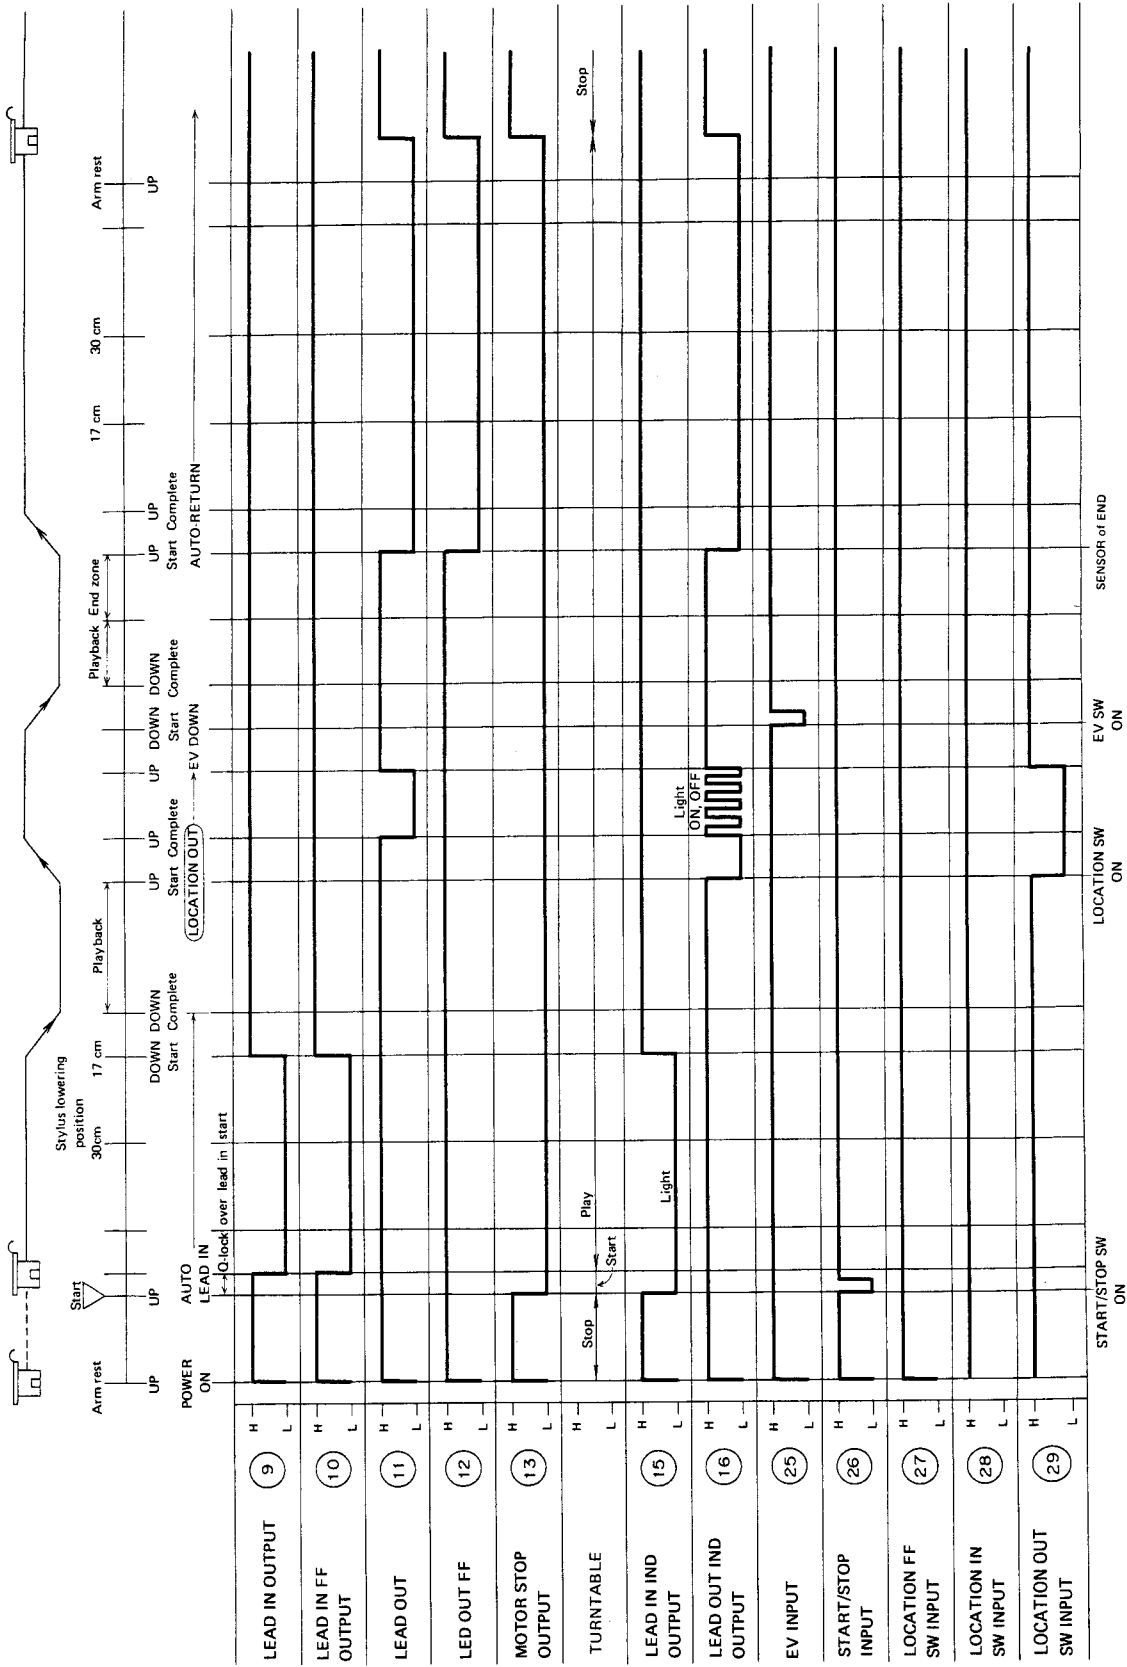 Arm rest
Start
Stylus lowering
position
30cm
17 cm
Playback
Playback
End zone
17 cm
30 cm
Arm rest
UP
UP
DOWN
Start
DOWN
Complete
UP
Start
UP
Complete
UP
DOWN
Start
DOWN
Complete
UP
Start
UP
Complete
UP
POWER
ON
AUTO
LEAD IN
LOCATION OUT
EV DOWN
AUTO-RETURN
Q-lock over lead in start
LEAD IN OUTPUT
9
H
L
LEAD IN FF
OUTPUT
10
H
L
LEAD OUT
11
H
L
LED OUT FF
12
H
L
MOTOR STOP
OUTPUT
13
H
L
TURNTABLE
H
L
Stop
Start
Play
Stop
LEAD IN IND
OUTPUT
15
H
L
Light
LEAD OUT IND
OUTPUT
16
H
L
Light
ON, OFF
EV INPUT
25
H
L
START/STOP
INPUT
26
H
L
LOCATION FF
SW INPUT
27
H
L
LOCATION IN
SW INPUT
28
H
L
LOCATION OUT
SW INPUT
29
H
L
START/STOP SW
ON
LOCATION SW
ON
EV SW
ON
SENSOR of END